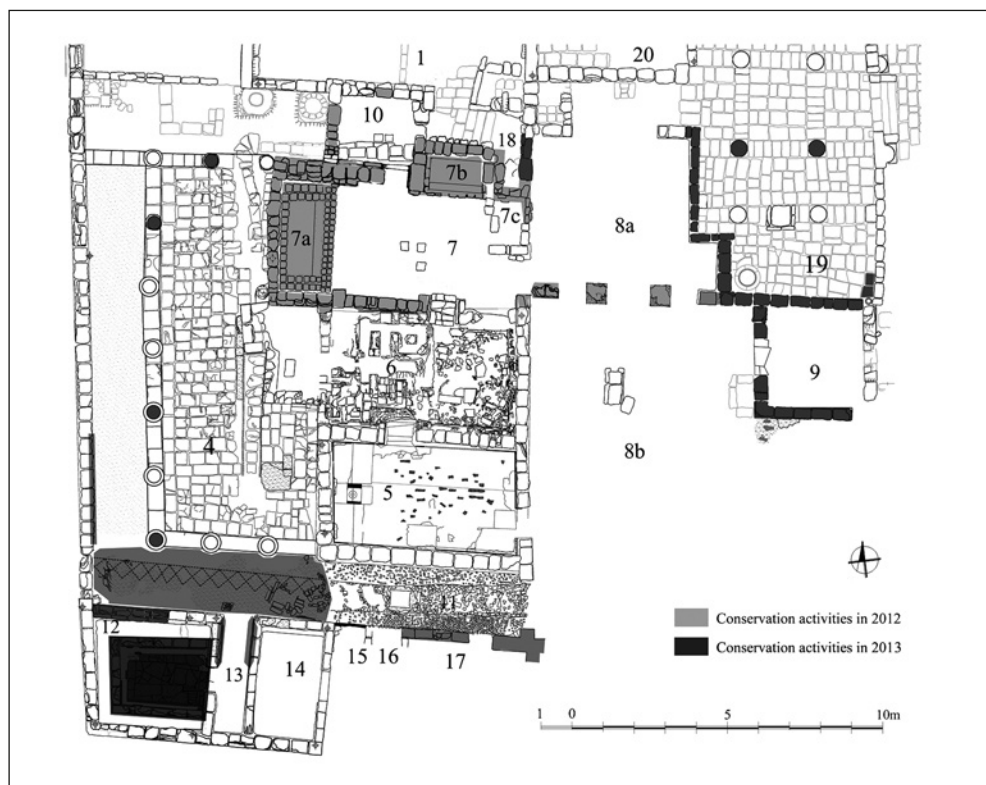 1
20
10
18
7b
7c
7a
7
8a
19
6
9
4
8b
5
11
12
13
14
15
16
17
Conservation activities in 2012
Conservation activities in 2013
1 0 5 10m